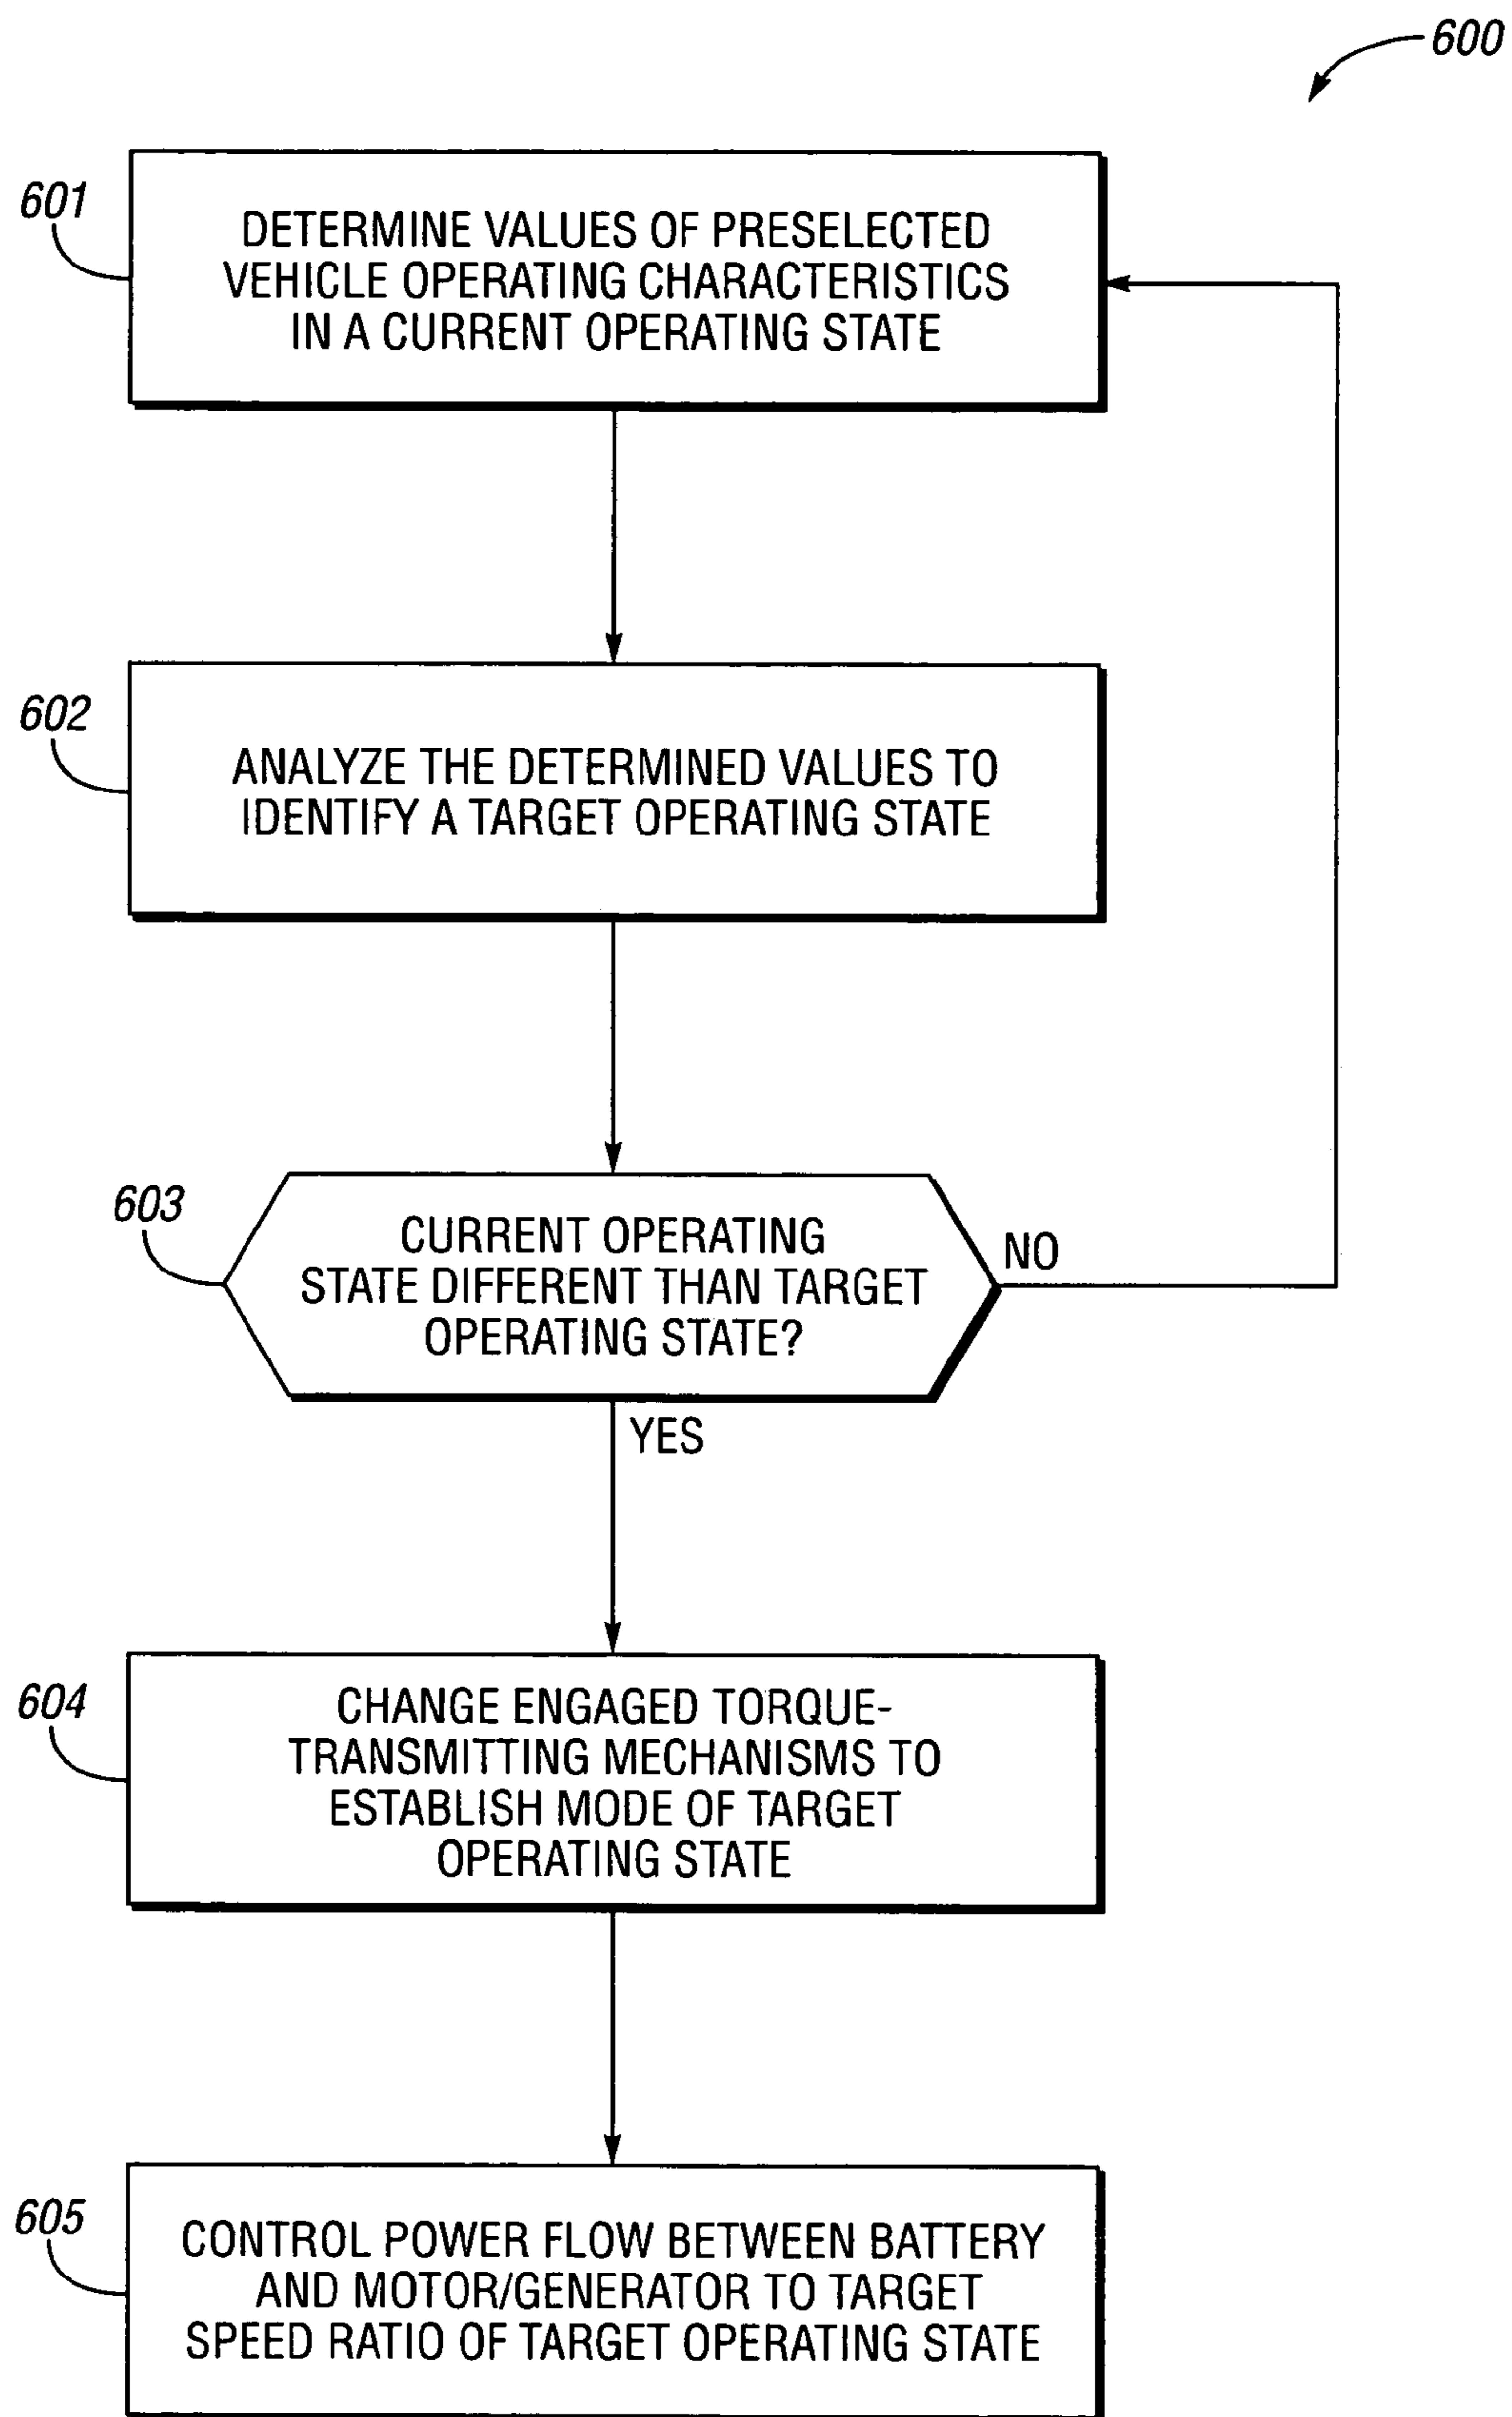 600
601
DETERMINE VALUES OF PRESELECTED
VEHICLE OPERATING CHARACTERISTICS
IN A CURRENT OPERATING STATE
602
ANALYZE THE DETERMINED VALUES TO
IDENTIFY A TARGET OPERATING STATE
603
CURRENT OPERATING
STATE DIFFERENT THAN TARGET
OPERATING STATE?
NO
YES
604
CHANGE ENGAGED TORQUE-
TRANSMITTING MECHANISMS TO
ESTABLISH MODE OF TARGET
OPERATING STATE
605
CONTROL POWER FLOW BETWEEN BATTERY
AND MOTOR/GENERATOR TO TARGET
SPEED RATIO OF TARGET OPERATING STATE